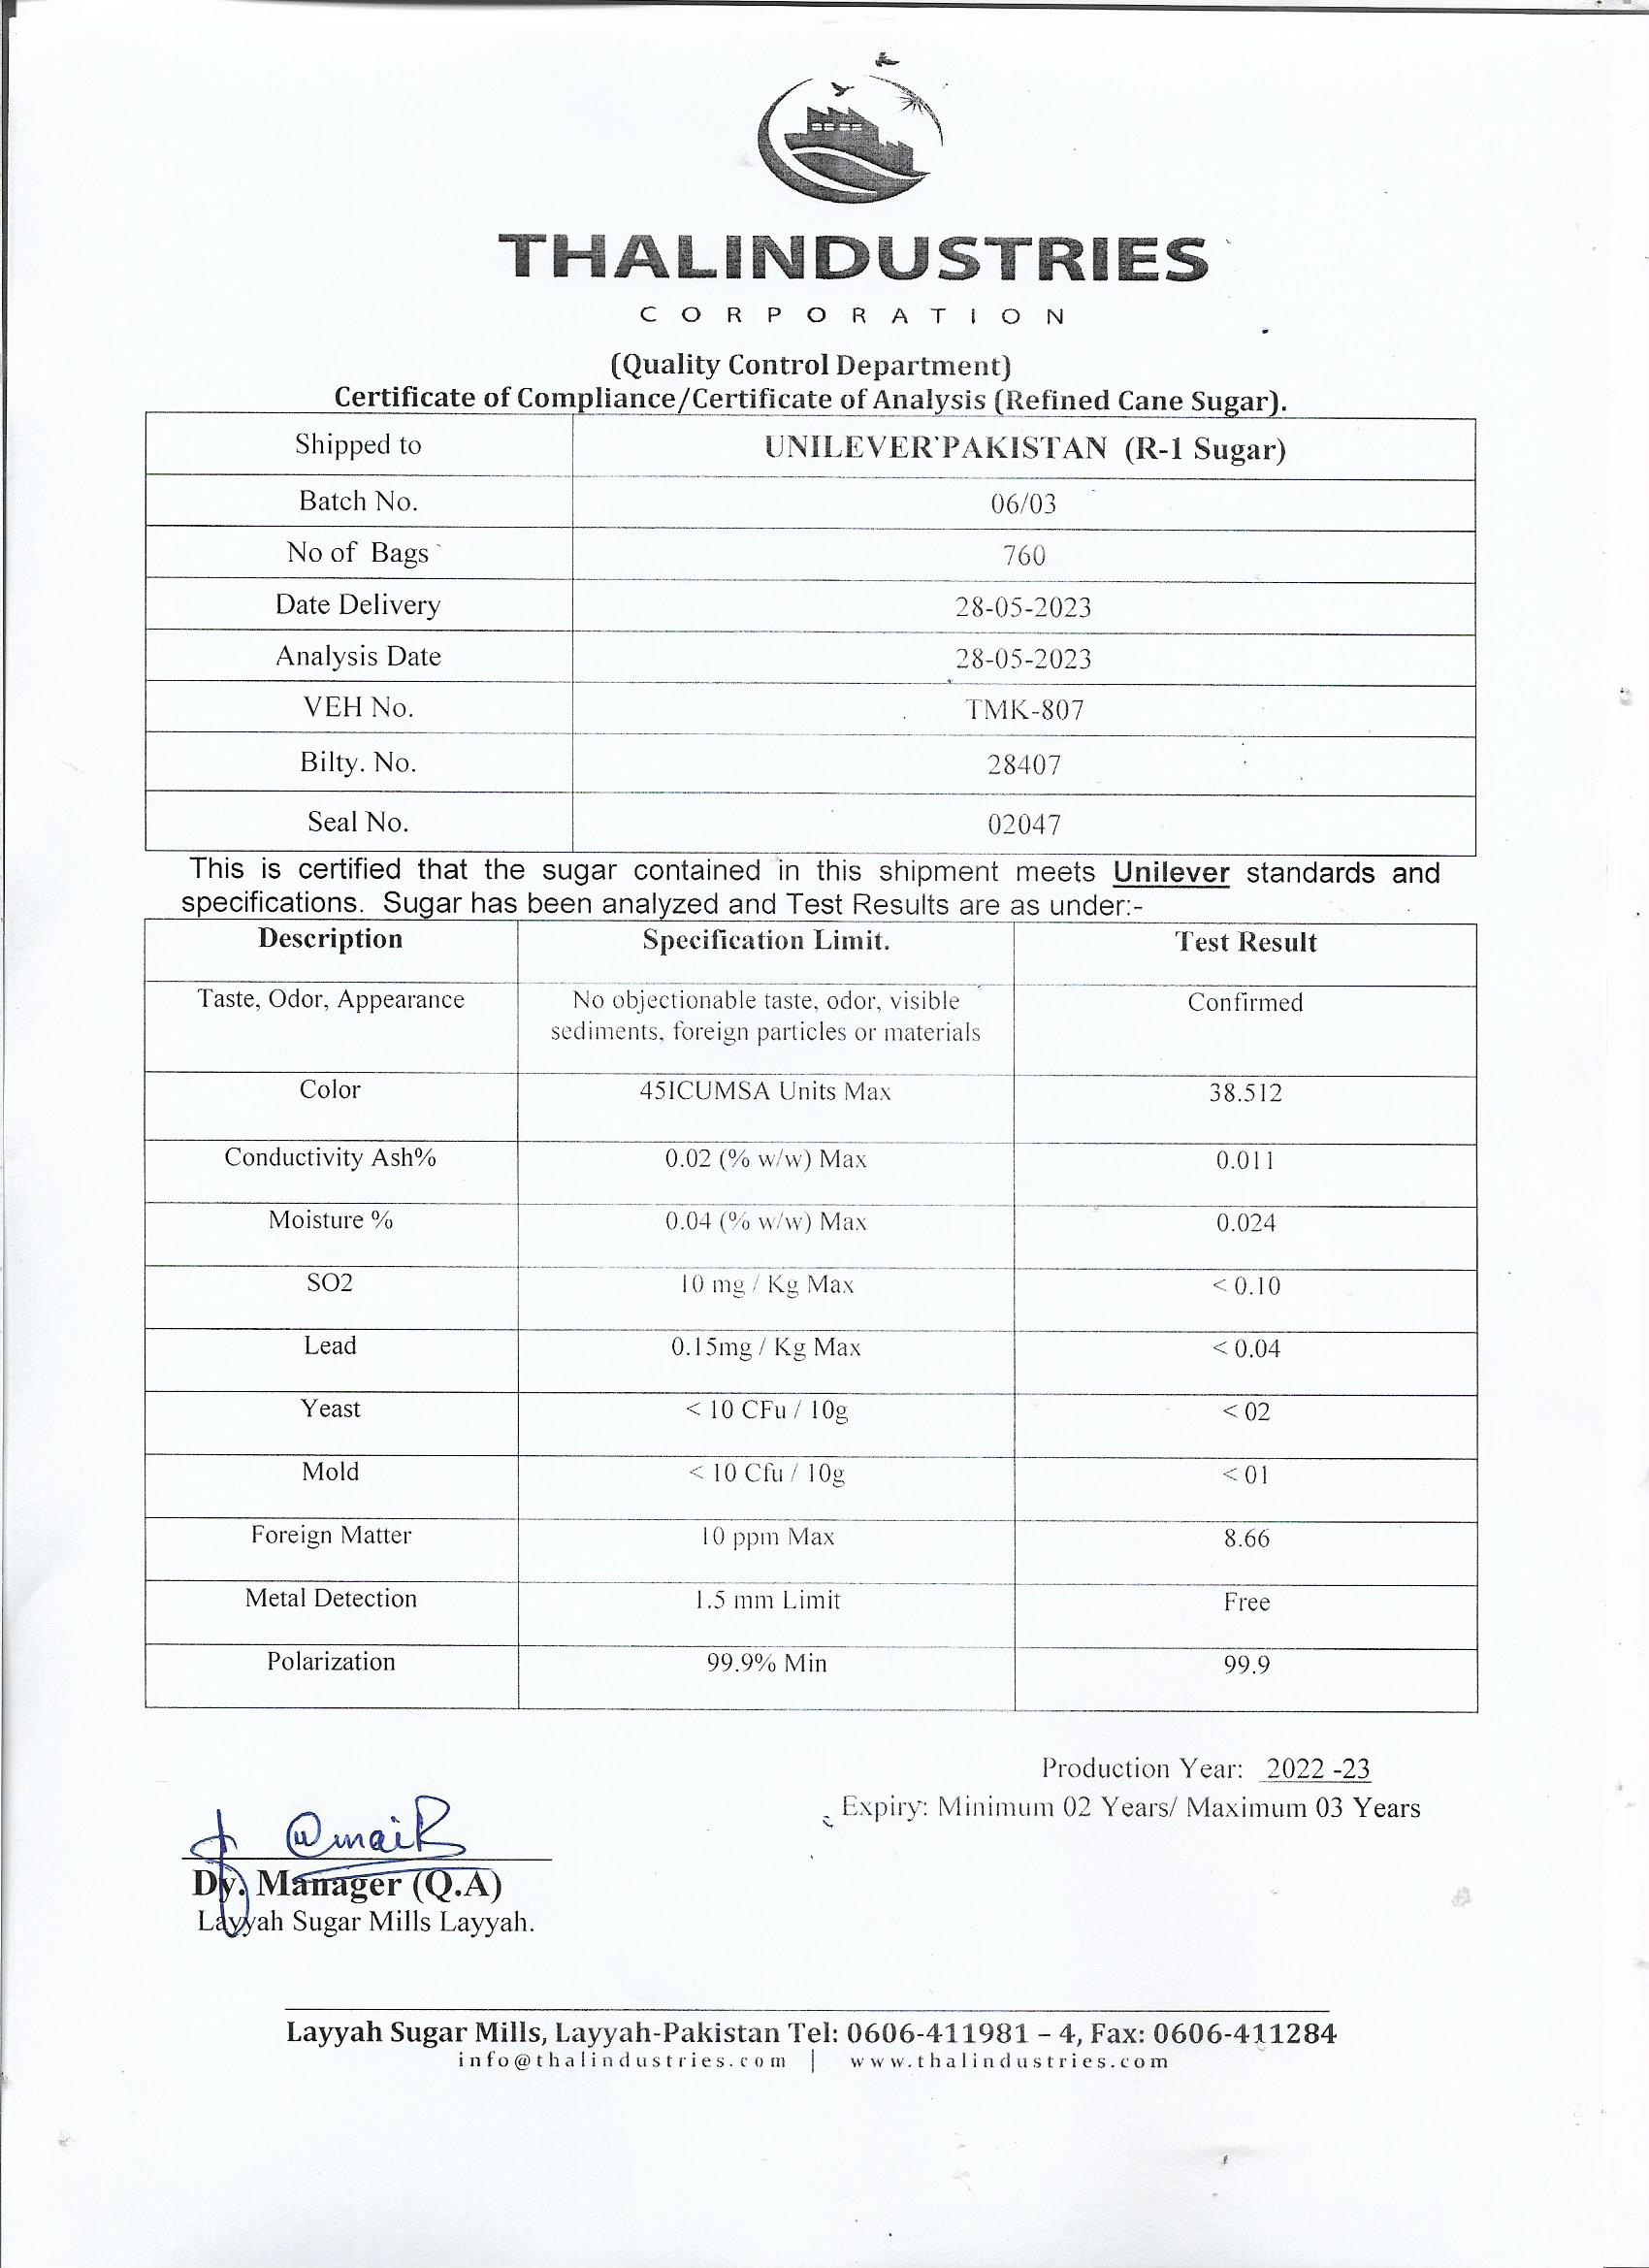 THALINDUSTRIES
CORPORATION
(Quality Control Department)
Certificate of Compliance/Certificate of Analysis (Refined Cane Sugar).
Shipped to UNILEVER PAKISTAN (R-1 Sugar)
Batch No. 06/03
No of Bags 760
Date Delivery 28-05-2023
Analysis Date 28-05-2023
VEH No. TMK-807
Bilty. No. 28407
Seal No. 02047
This is certified that the sugar contained in this shipment meets Unilever standards and
specifications. Sugar has been analyzed and Test Results are as under:-
Description Specification Limit. Test Result
Taste, Odor, Appearance No objectionable taste, odor, visible Confirmed
sediments, foreign particles or materials
Color 45ICUMSA Units Max 38.512
Conductivity Ash% 0.02 (% w/w) Max 0.011
Moisture % 0.04 (% w/w) Max 0.024
SO2 10 mg / Kg Max < 0.10
Lead 0.15mg / Kg Max < 0.04
Yeast < 10 CFu / 10g < 02
Mold < 10 Cfu / 10g < 01
Foreign Matter 10 ppm Max 8.66
Metal Detection 1.5 mm Limit Free
Polarization 99.9% Min 99.9
Production Year: 2022 -23
Expiry: Minimum 02 Years/ Maximum 03 Years
Dy. Manager (Q.A)
Layyah Sugar Mills Layyah.
Layyah Sugar Mills, Layyah-Pakistan Tel: 0606-411981 – 4, Fax: 0606-411284
info@thalindustries.com | www.thalindustries.com